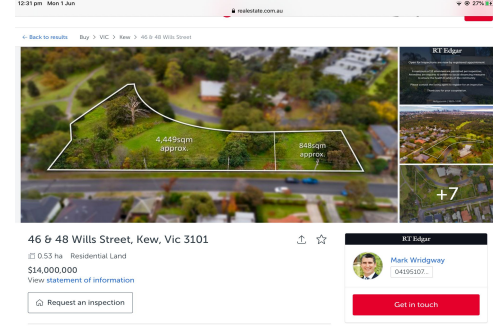 12:31 pm Mon 1 Jun
realestate.com.au
27%
← Back to results Buy > VIC > Kew > 46 & 48 Wills Street
RT Edgar
4,449sqm
approx.
848sqm
approx.
+7
46 & 48 Wills Street, Kew, Vic 3101
0.53 ha Residential Land
$14,000,000
View statement of information
Request an inspection
RT Edgar
Mark Wridgway
04195107...
Get in touch